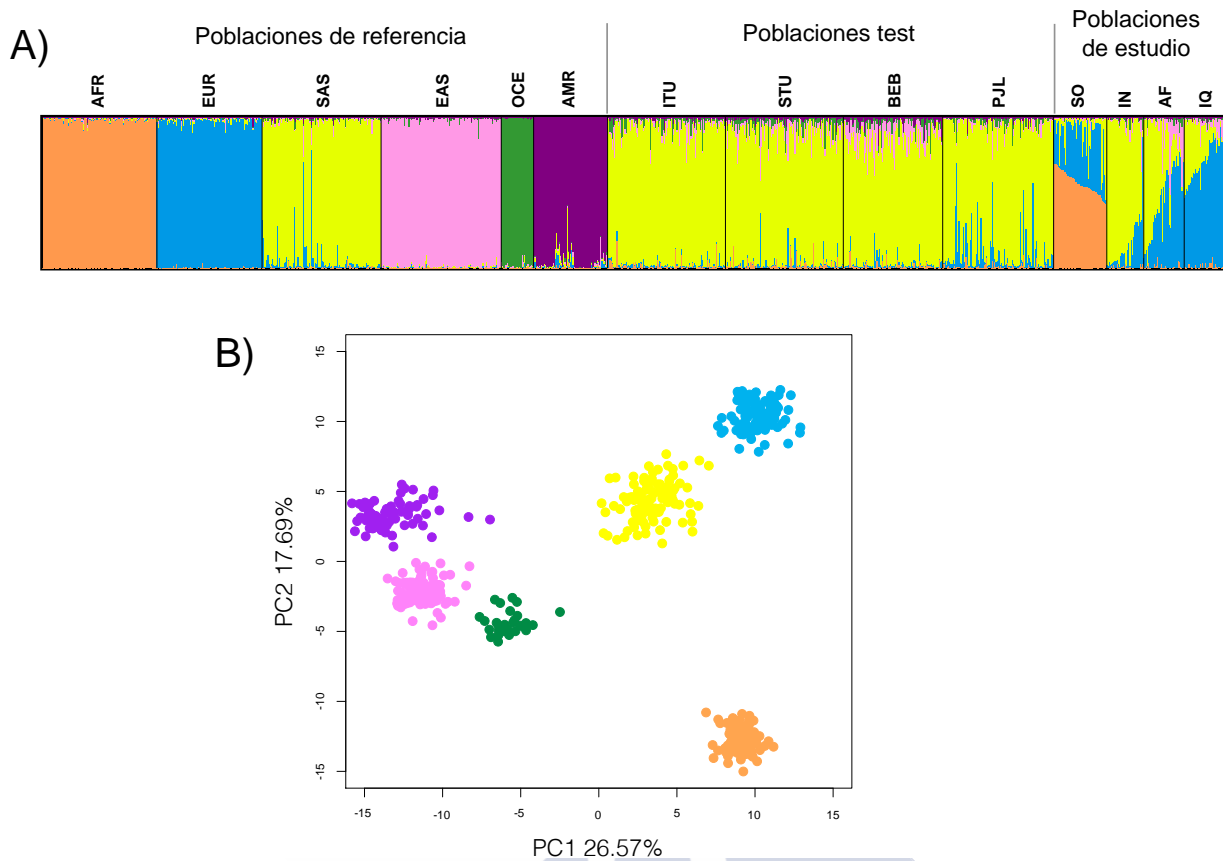 A)
Poblaciones de referencia
Poblaciones test
Poblaciones
de estudio
AFR
EUR
SAS
EAS
OCE
AMR
ITU
STU
BEB
PJL
SO
IN
AF
IQ
B)
PC2 17.69%
15
10
5
0
-5
-10
-15
-15
-10
-5
0
5
10
15
PC1 26.57%